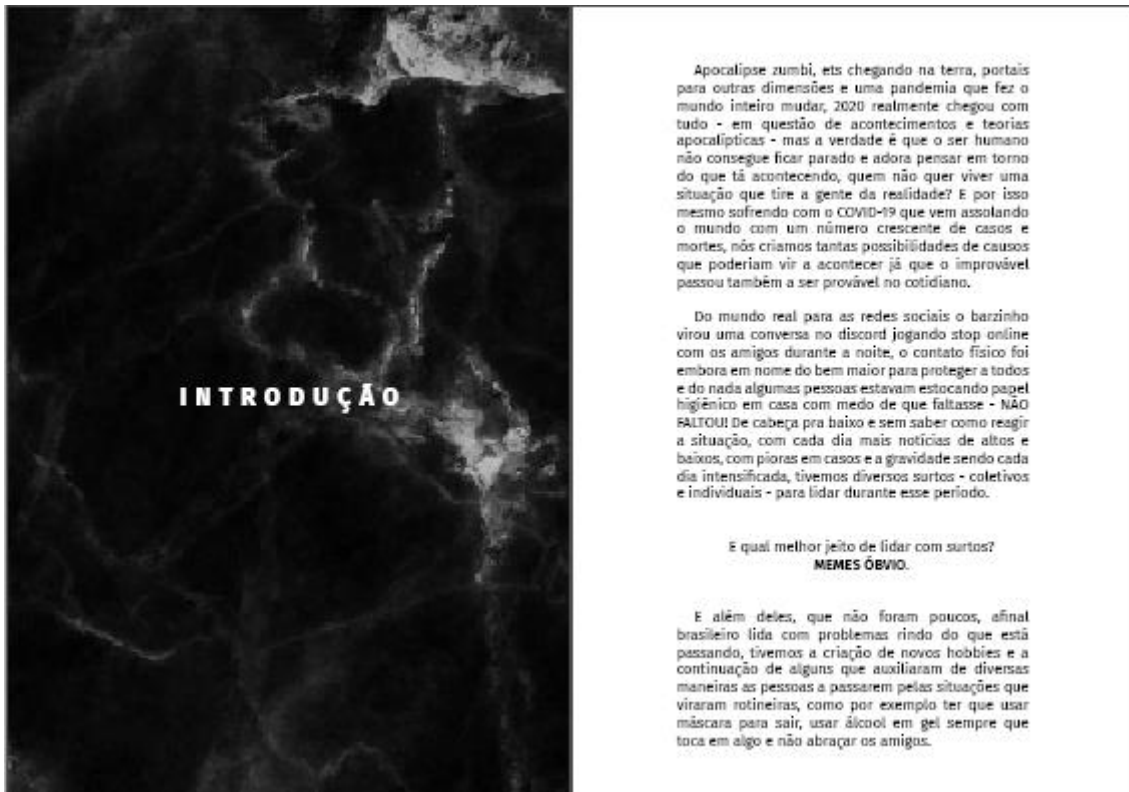 INTRODUÇÃO
Apocalipse zumbi, ets chegando na terra, portais
para outras dimensões e uma pandemia que fez o
mundo inteiro mudar, 2020 realmente chegou com
tudo - em questão de acontecimentos e teorias
apocalípticas - mas a verdade é que o ser humano
não consegue ficar parado e adora pensar em torno
do que tá acontecendo, quem não quer viver uma
situação que tire a gente da realidade? E por isso
mesmo sofrendo com o COVID-19 que vem assolando
o mundo com um número crescente de casos e
mortes, nós criamos tantas possibilidades de causos
que poderiam vir a acontecer já que o improvável
passou também a ser provável no cotidiano.
Do mundo real para as redes sociais o barzinho
virou uma conversa no discord jogando stop online
com os amigos durante a noite, o contato físico foi
embora em nome do bem maior para proteger a todos
e do nada algumas pessoas estavam estocando papel
higiênico em casa com medo de que faltasse - NÃO
FALTOU! De cabeça pra baixo e sem saber como reagir
a situação, com cada dia mais notícias de altos e
baixos, com pioras em casos e a gravidade sendo cada
dia intensificada, tivemos diversos surtos - coletivos
e individuais - para lidar durante esse período.
E qual melhor jeito de lidar com surtos?
MEMES ÓBVIO.
E além deles, que não foram poucos, afinal
brasileiro lida com problemas rindo do que está
passando, tivemos a criação de novos hobbies e a
continuação de alguns que auxiliaram de diversas
maneiras as pessoas a passarem pelas situações que
viraram rotineiras, como por exemplo ter que usar
máscara para sair, usar álcool em gel sempre que
toca em algo e não abraçar os amigos.